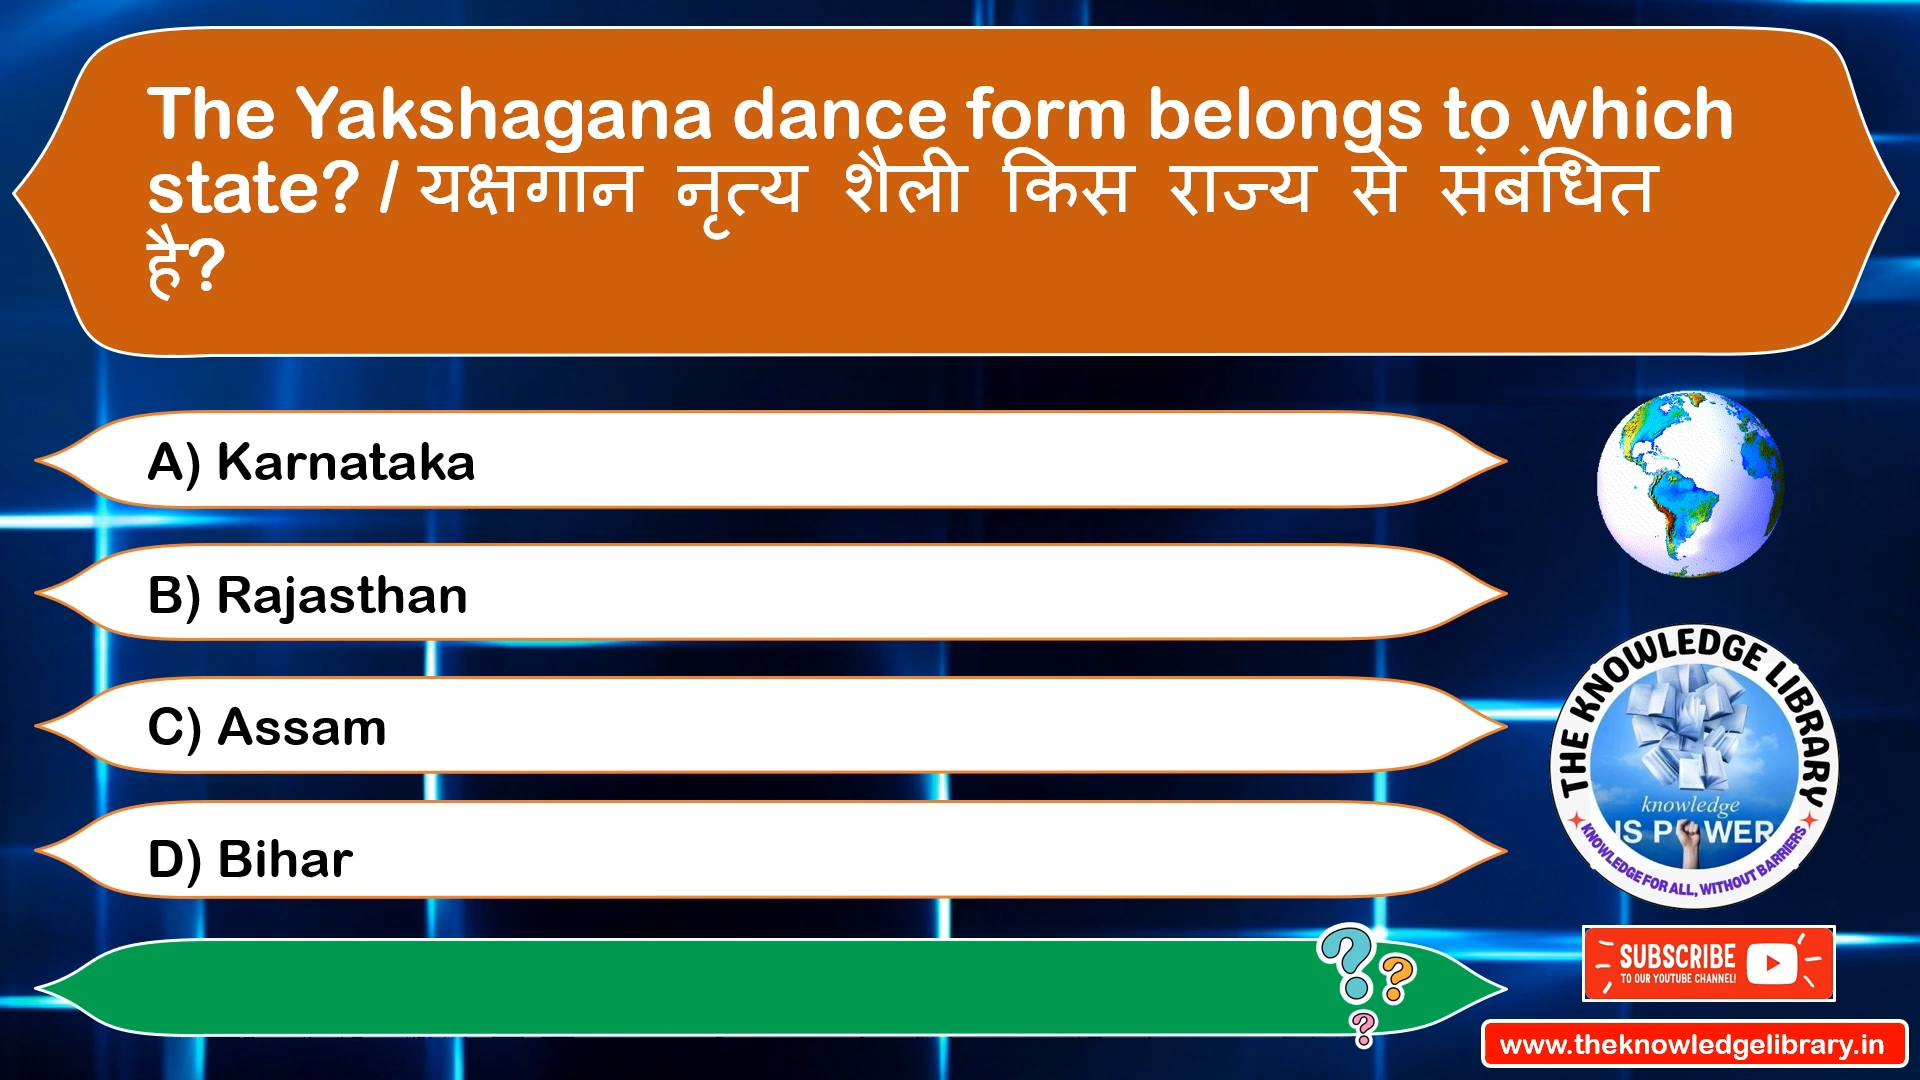 The Yakshagana dance form belongs to which
state? / यक्षगान नृत्य शैली किस राज्य से संबंधित
है?
A) Karnataka
B) Rajasthan
C) Assam
D) Bihar
THE KNOWLEDGE LIBRARY
knowledge
IS POWER
KNOWLEDGE FOR ALL, WITHOUT BARRIERS
SUBSCRIBE
TO OUR YOUTUBE CHANNEL!
www.theknowledgelibrary.in